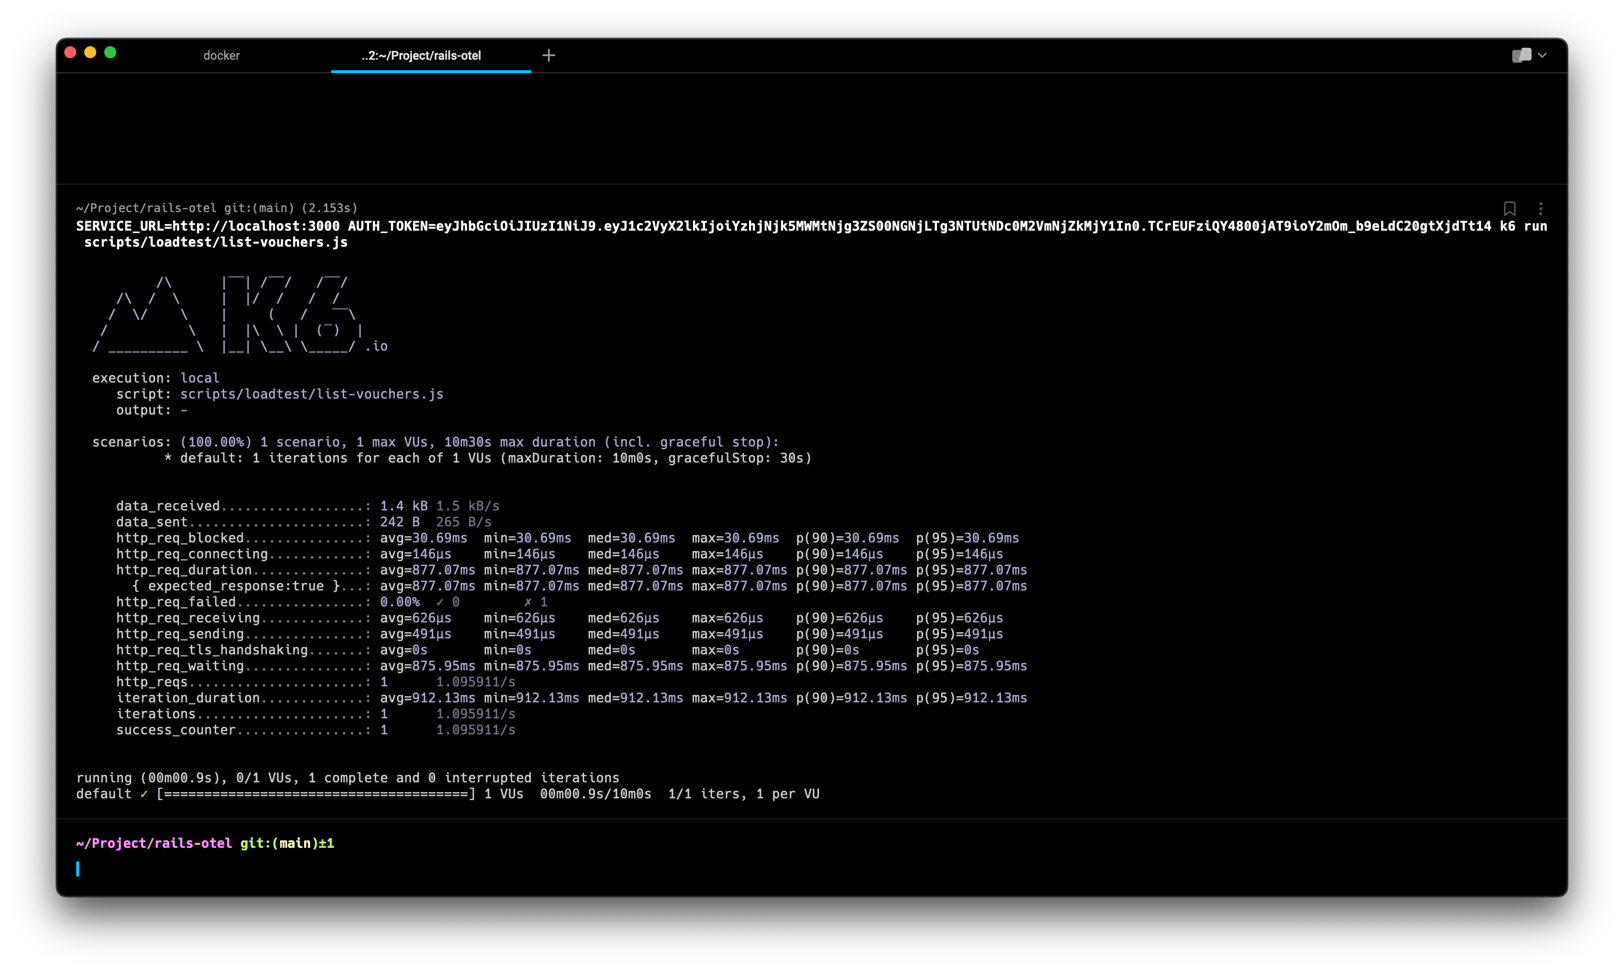 docker
..2:~/Project/rails-otel
~/Project/rails-otel git:(main) (2.153s)
SERVICE_URL=http://localhost:3000 AUTH_TOKEN=eyJhbGciOiJIUzI1NiJ9.eyJ1c2VyX2lkIjoiYzhjNjk5MWMtNjg3ZS00NGNjLTg3NTUtNDc0M2VmNjZkMjY1In0.TCrEUFziQY4800jAT9ioY2mOm_b9eLdC20gtXjdTt14 k6 run
scripts/loadtest/list-vouchers.js
.io
execution: local
script: scripts/loadtest/list-vouchers.js
output: -
scenarios: (100.00%) 1 scenario, 1 max VUs, 10m30s max duration (incl. graceful stop):
* default: 1 iterations for each of 1 VUs (maxDuration: 10m0s, gracefulStop: 30s)
data_received..................: 1.4 kB 1.5 kB/s
data_sent......................: 242 B 265 B/s
http_req_blocked...............: avg=30.69ms min=30.69ms med=30.69ms max=30.69ms p(90)=30.69ms p(95)=30.69ms
http_req_connecting............: avg=146µs min=146µs med=146µs max=146µs p(90)=146µs p(95)=146µs
http_req_duration..............: avg=877.07ms min=877.07ms med=877.07ms max=877.07ms p(90)=877.07ms p(95)=877.07ms
{ expected_response:true }...: avg=877.07ms min=877.07ms med=877.07ms max=877.07ms p(90)=877.07ms p(95)=877.07ms
http_req_failed................: 0.00% ✓ 0 ✗ 1
http_req_receiving.............: avg=626µs min=626µs med=626µs max=626µs p(90)=626µs p(95)=626µs
http_req_sending...............: avg=491µs min=491µs med=491µs max=491µs p(90)=491µs p(95)=491µs
http_req_tls_handshaking.......: avg=0s min=0s med=0s max=0s p(90)=0s p(95)=0s
http_req_waiting...............: avg=875.95ms min=875.95ms med=875.95ms max=875.95ms p(90)=875.95ms p(95)=875.95ms
http_reqs......................: 1 1.095911/s
iteration_duration.............: avg=912.13ms min=912.13ms med=912.13ms max=912.13ms p(90)=912.13ms p(95)=912.13ms
iterations.....................: 1 1.095911/s
success_counter................: 1 1.095911/s
running (00m00.9s), 0/1 VUs, 1 complete and 0 interrupted iterations
default ✓ [======================================] 1 VUs 00m00.9s/10m0s 1/1 iters, 1 per VU
~/Project/rails-otel git:(main)±1